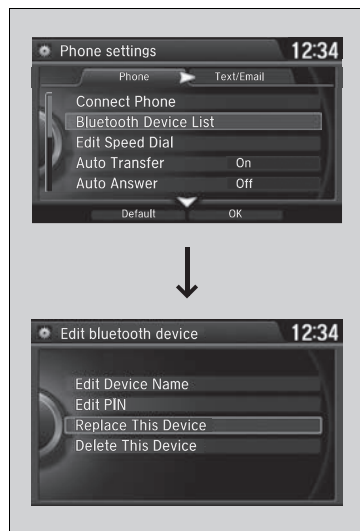 Phone settings 12:34
Phone Text/Email
Connect Phone
Bluetooth Device List
Edit Speed Dial
Auto Transfer On
Auto Answer Off
Default OK
Edit bluetooth device 12:34
Edit Device Name
Edit PIN
Replace This Device
Delete This Device